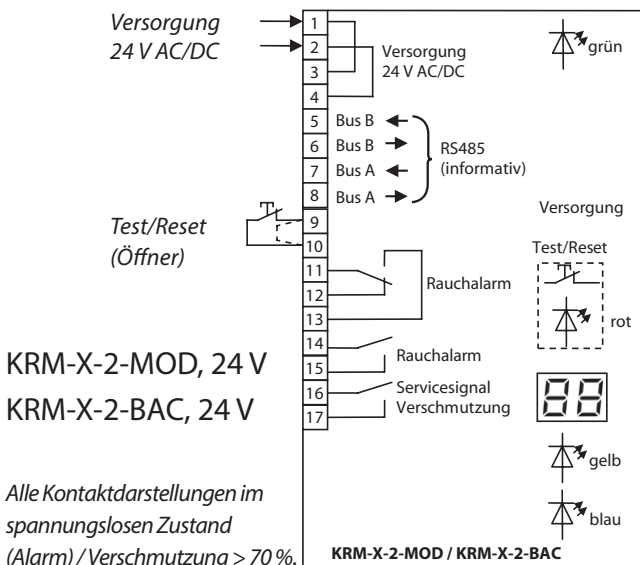 Versorgung
24 V AC/DC
1
2
3
4
5
6
7
8
9
10
11
12
13
14
15
16
17
Versorgung
24 V AC/DC
Bus B
Bus B
Bus A
Bus A
RS485
(informativ)
Test/Reset
(Öffner)
Rauchalarm
Rauchalarm
Servicesignal
Verschmutzung
grün
Versorgung
Test/Reset
rot
88
gelb
blau
KRM-X-2-MOD, 24 V
KRM-X-2-BAC, 24 V
Alle Kontaktdarstellungen im
spannungslosen Zustand
(Alarm) / Verschmutzung > 70 %.
KRM-X-2-MOD / KRM-X-2-BAC